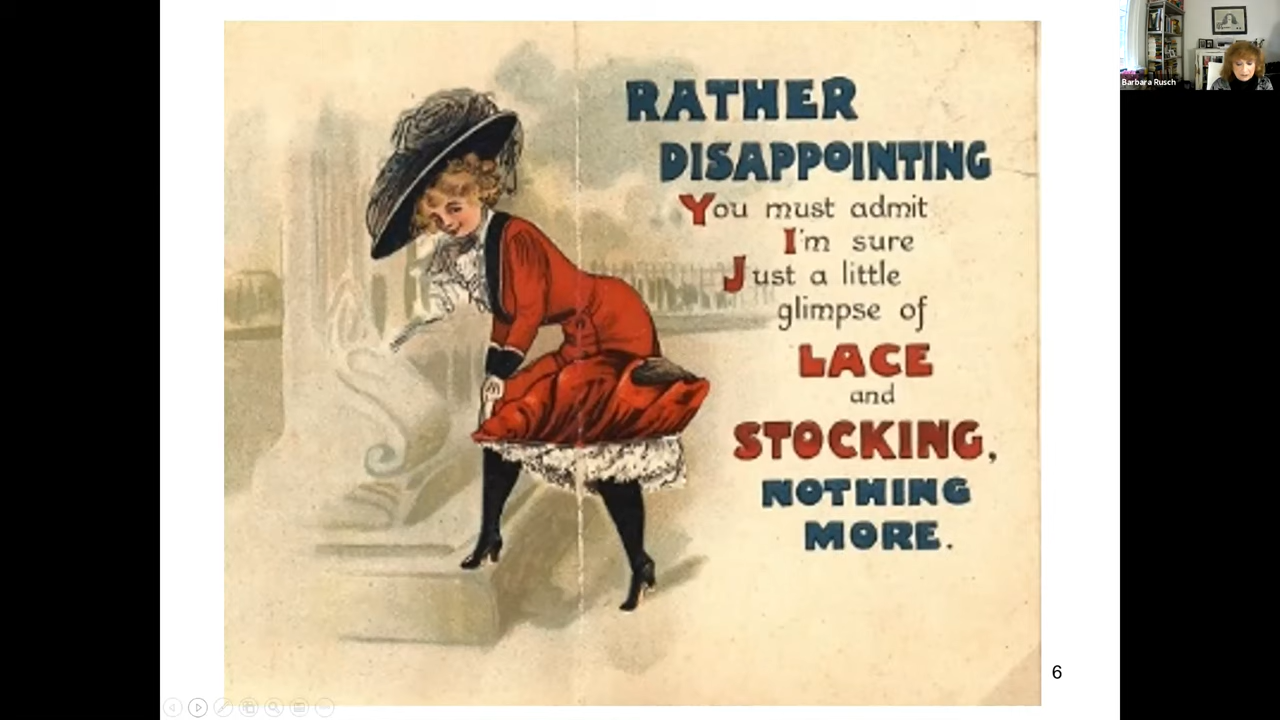 RATHER
DISAPPOINTING
You must admit
I'm sure
Just a little
glimpse of
LACE
and
STOCKING,
NOTHING
MORE.
6
Barbara Rusch